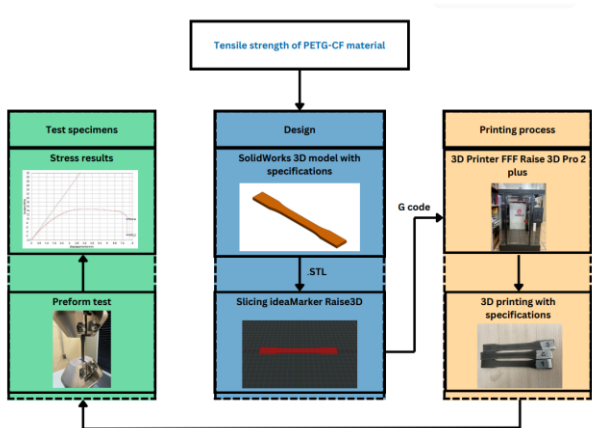 Tensile strength of PETG-CF material
Test specimens
Stress results
Preform test
Design
SolidWorks 3D model with
specifications
.STL
Slicing ideaMarker Raise3D
G code
Printing process
3D Printer FFF Raise 3D Pro 2
plus
3D printing with
specifications